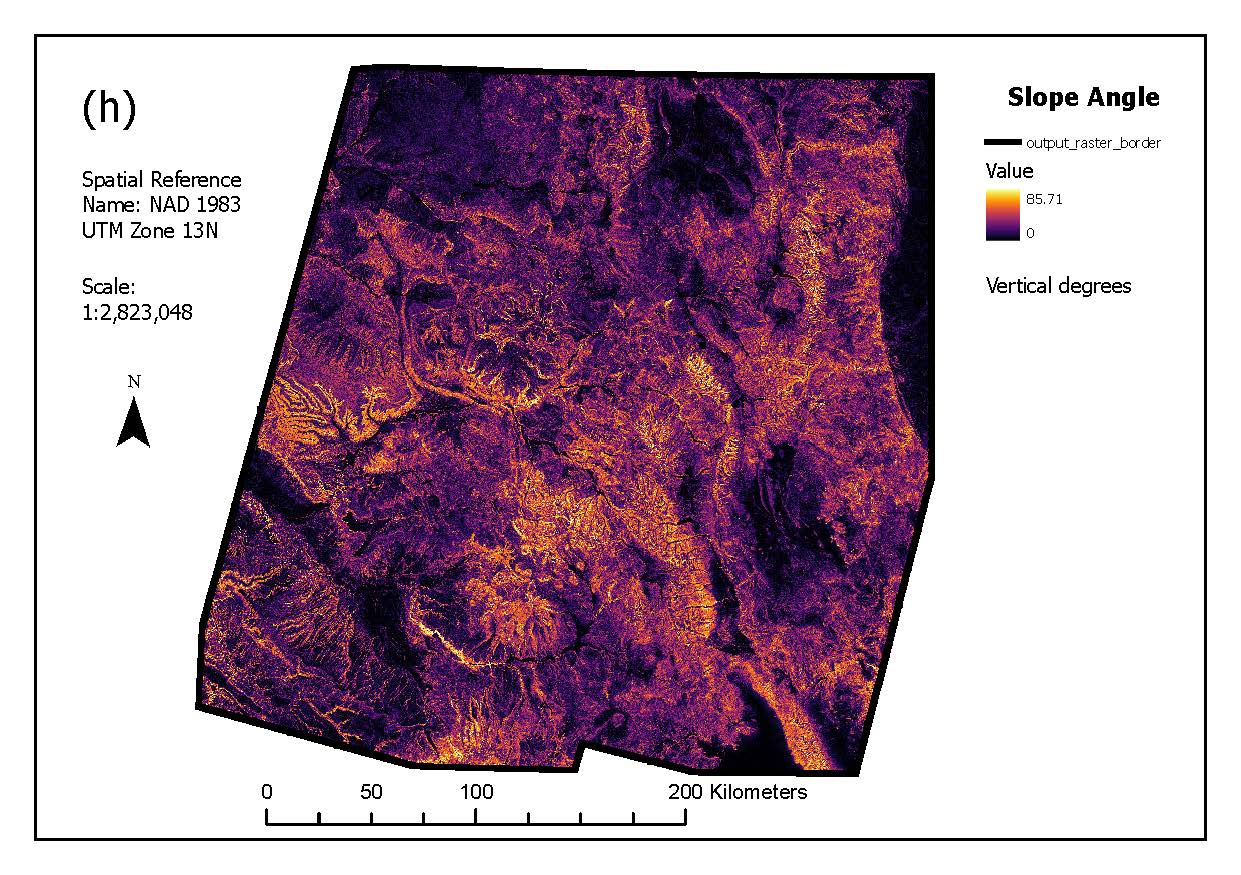 (h)
Spatial Reference
Name: NAD 1983
UTM Zone 13N
Scale:
1:2,823,048
N
Slope Angle
output_raster_border
Value
85.71
0
Vertical degrees
0 50 100 200 Kilometers